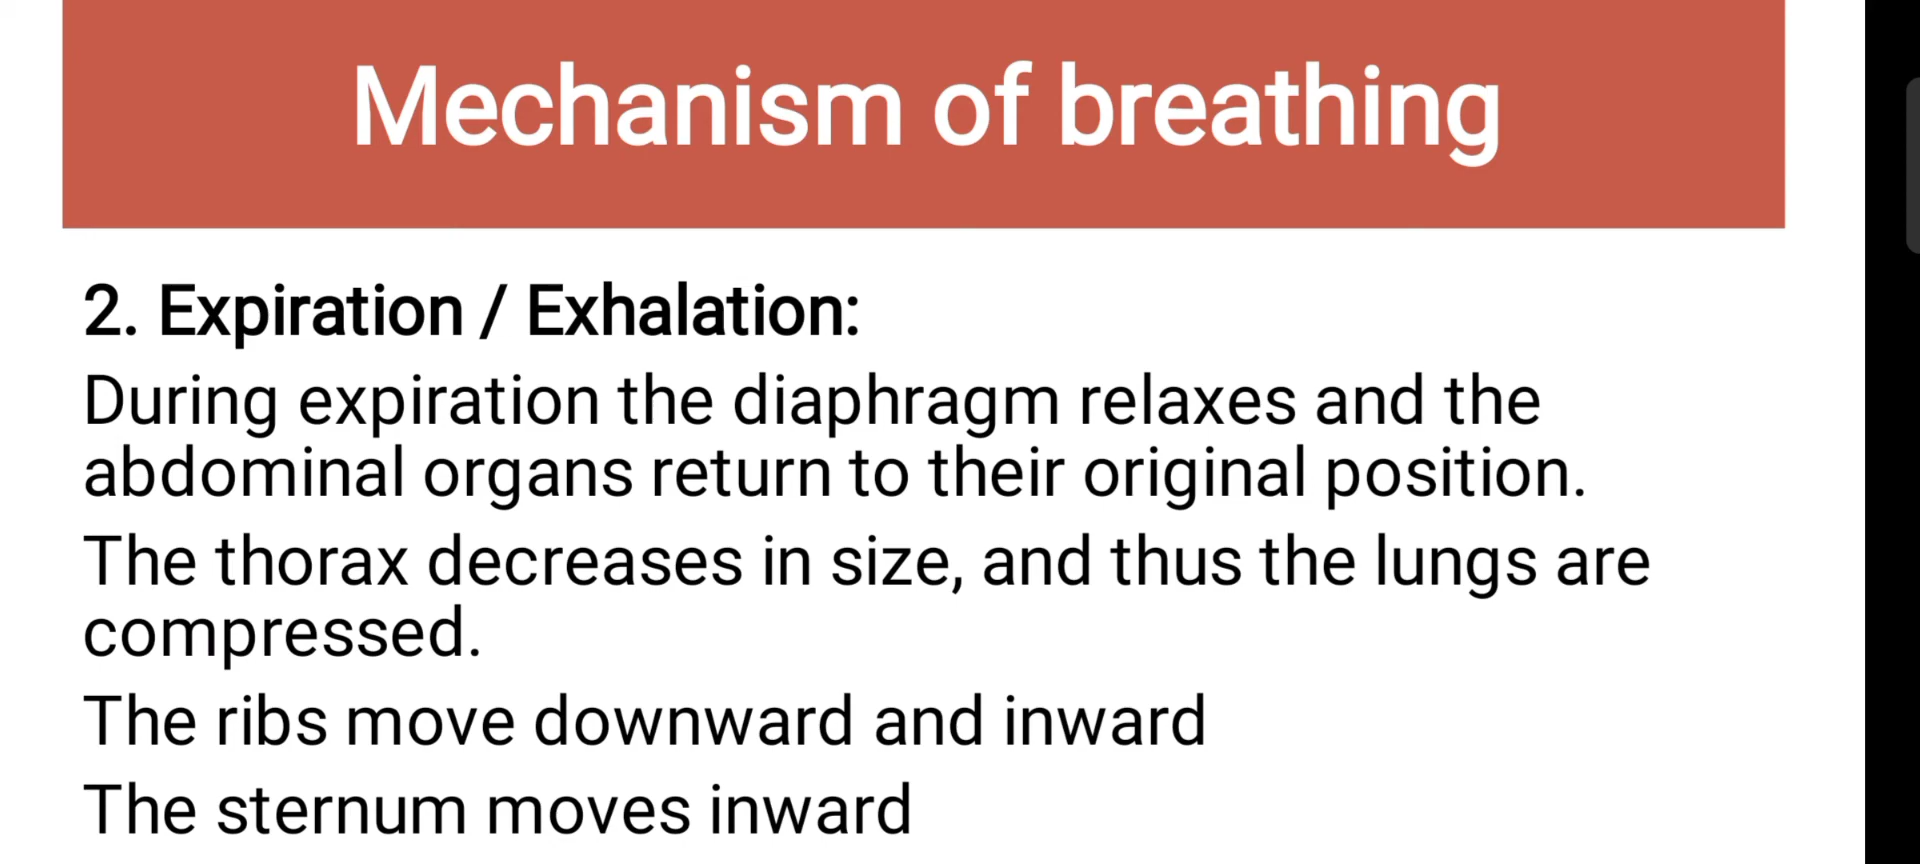 Mechanism of breathing
2. Expiration / Exhalation:
During expiration the diaphragm relaxes and the
abdominal organs return to their original position.
The thorax decreases in size, and thus the lungs are
compressed.
The ribs move downward and inward
The sternum moves inward